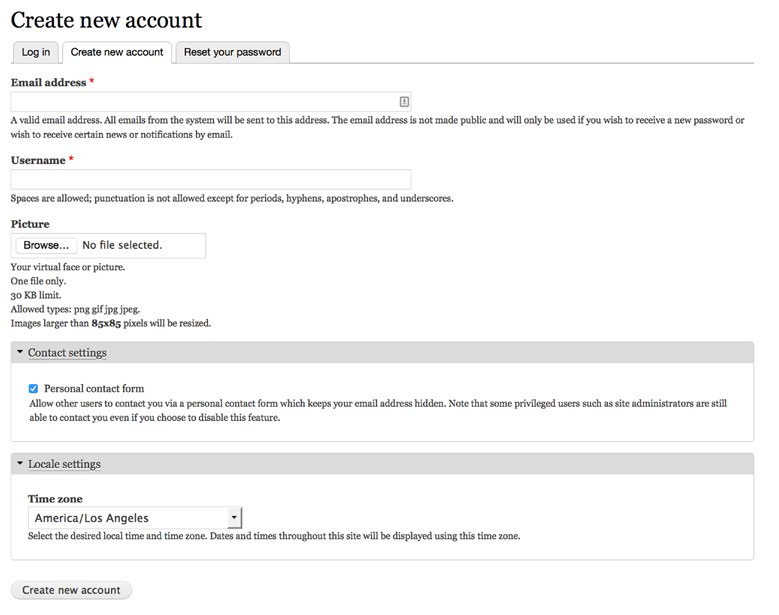 Create new account
Log in
Create new account
Reset your password
Email address *
A valid email address. All emails from the system will be sent to this address. The email address is not made public and will only be used if you wish to receive a new password or
wish to receive certain news or notifications by email.
Username *
Spaces are allowed; punctuation is not allowed except for periods, hyphens, apostrophes, and underscores.
Picture
Browse... No file selected.
Your virtual face or picture.
One file only.
30 KB limit.
Allowed types: png gif jpg jpeg.
Images larger than 85x85 pixels will be resized.
Contact settings
Personal contact form
Allow other users to contact you via a personal contact form which keeps your email address hidden. Note that some privileged users such as site administrators are still
able to contact you even if you choose to disable this feature.
Locale settings
Time zone
America/Los Angeles
Select the desired local time and time zone. Dates and times throughout this site will be displayed using this time zone.
Create new account